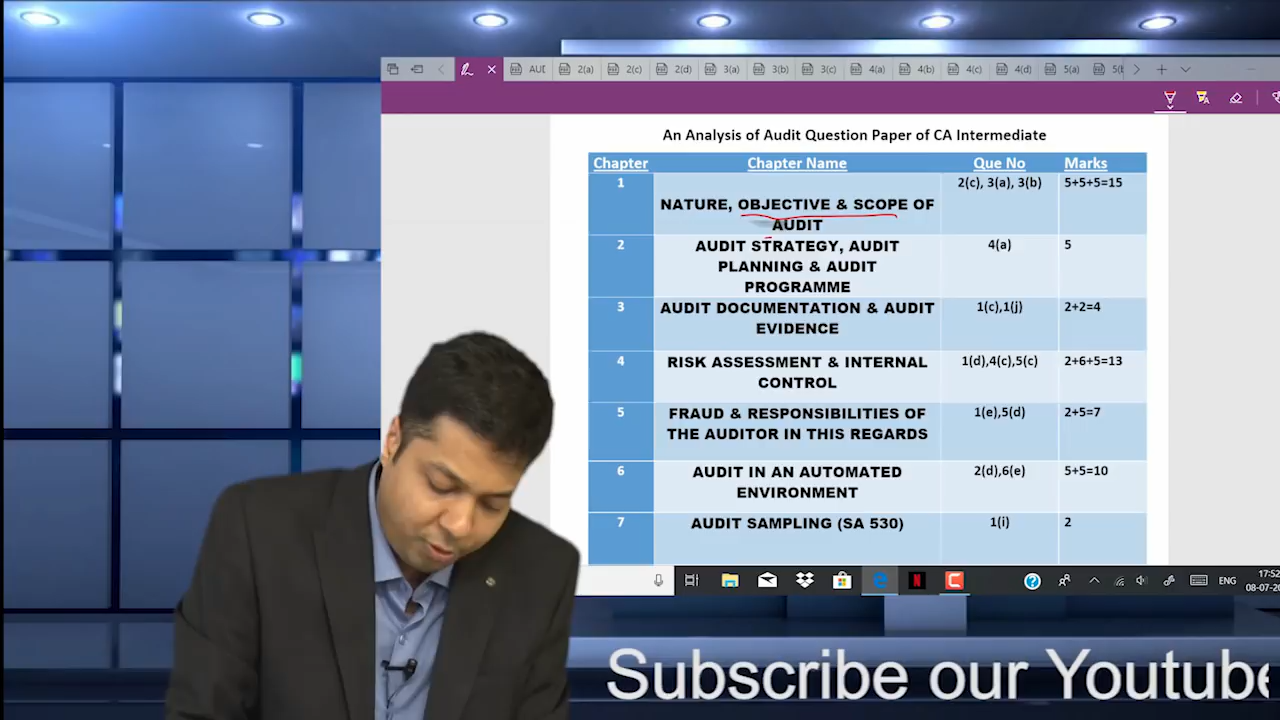 AUD 2(a) 2(c) 2(d) 3(a) 3(b) 3(c) 4(a) 4(b) 4(c) 4(d) 5(a)
An Analysis of Audit Question Paper of CA Intermediate
Chapter Chapter Name Que No Marks
1 NATURE, OBJECTIVE & SCOPE OF AUDIT 2(c), 3(a), 3(b) 5+5+5=15
2 AUDIT STRATEGY, AUDIT PLANNING & AUDIT PROGRAMME 4(a) 5
3 AUDIT DOCUMENTATION & AUDIT EVIDENCE 1(c),1(j) 2+2=4
4 RISK ASSESSMENT & INTERNAL CONTROL 1(d),4(c),5(c) 2+6+5=13
5 FRAUD & RESPONSIBILITIES OF THE AUDITOR IN THIS REGARDS 1(e),5(d) 2+5=7
6 AUDIT IN AN AUTOMATED ENVIRONMENT 2(d),6(e) 5+5=10
7 AUDIT SAMPLING (SA 530) 1(i) 2
ENG 17:52
08-07-20
Subscribe our Youtube